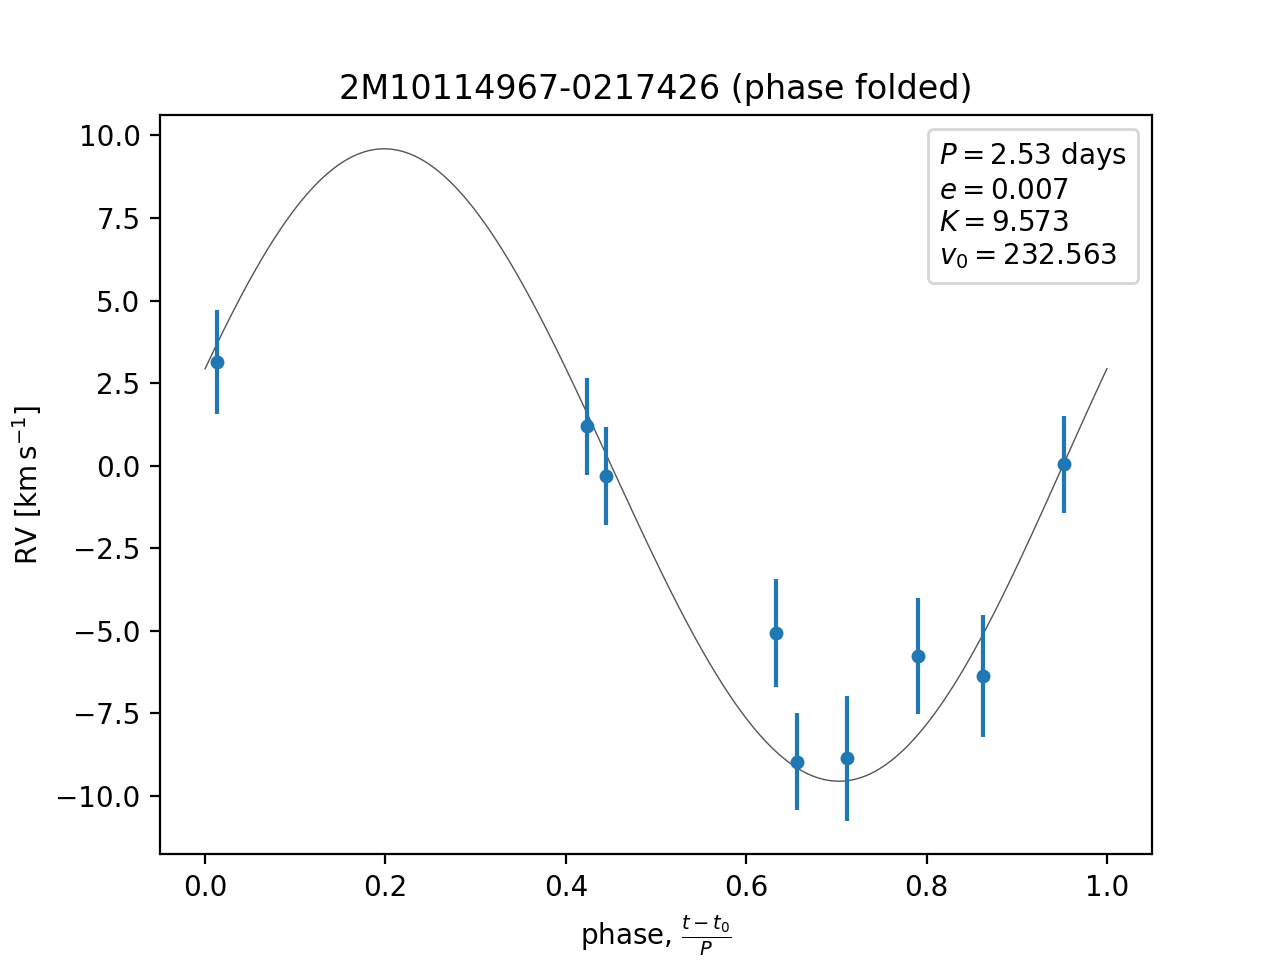 2M10114967-0217426 (phase folded)
P = 2.53 days
e = 0.007
K = 9.573
v₀ = 232.563
10.0
7.5
5.0
2.5
0.0
−2.5
−5.0
−7.5
−10.0
RV [km s⁻¹]
0.0 0.2 0.4 0.6 0.8 1.0
phase, (t − t₀)/P